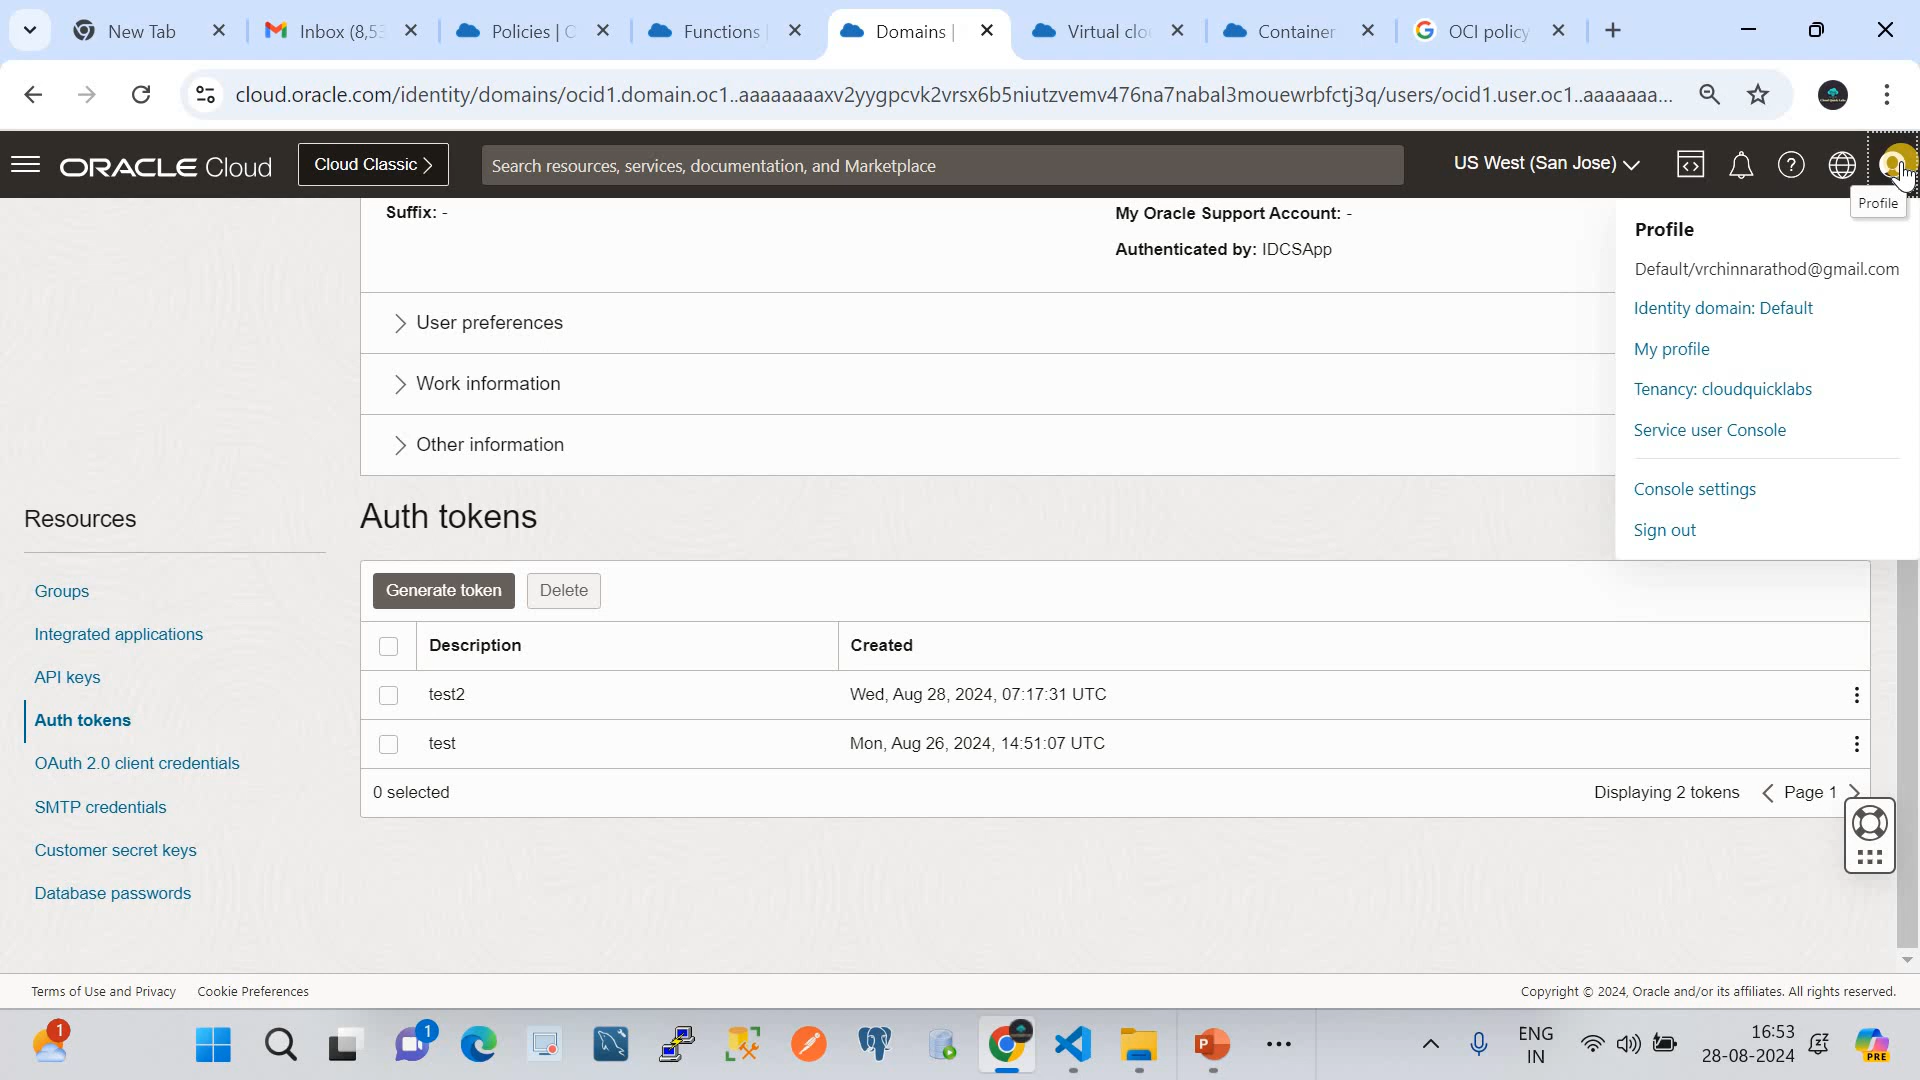 New Tab
Inbox (8,53
Policies | O
Functions |
Domains |
Virtual clo
Container
OCI policy
cloud.oracle.com/identity/domains/ocid1.domain.oc1..aaaaaaaaxv2yygpcvk2vrsx6b5niutzvemv476na7nabal3mouewrbfctj3q/users/ocid1.user.oc1..aaaaaaa...
ORACLE Cloud
Cloud Classic
Search resources, services, documentation, and Marketplace
US West (San Jose)
Profile
Suffix: -
My Oracle Support Account: -
Authenticated by: IDCSApp
Profile
Default/vrchinnarathod@gmail.com
Identity domain: Default
My profile
Tenancy: cloudquicklabs
Service user Console
Console settings
Sign out
User preferences
Work information
Other information
Resources
Groups
Integrated applications
API keys
Auth tokens
OAuth 2.0 client credentials
SMTP credentials
Customer secret keys
Database passwords
Auth tokens
Generate token
Delete
Description
Created
test2
Wed, Aug 28, 2024, 07:17:31 UTC
test
Mon, Aug 26, 2024, 14:51:07 UTC
0 selected
Displaying 2 tokens
Page 1
Terms of Use and Privacy
Cookie Preferences
Copyright © 2024, Oracle and/or its affiliates. All rights reserved.
1
1
ENG
IN
16:53
28-08-2024
PRE